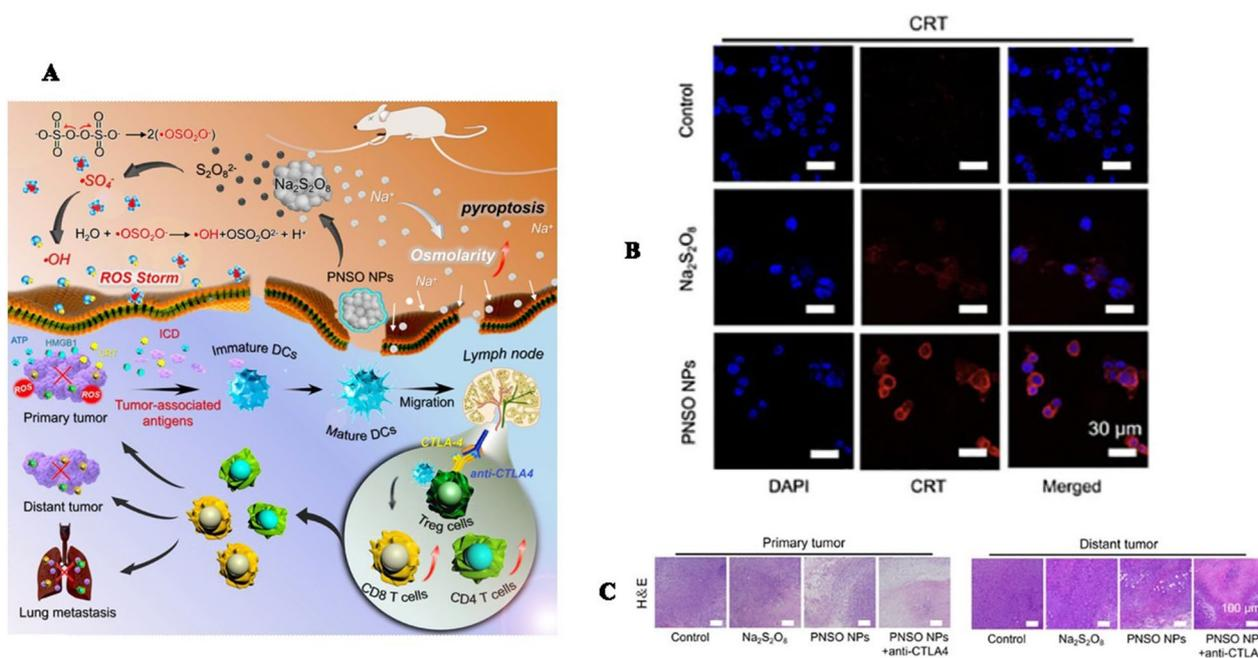 A
⁻O-S-O-O-S-O⁻ → 2(•OSO₂O⁻)
O O
O O
S₂O₈²⁻
Na₂S₂O₈
•SO₄⁻
Na⁺
pyroptosis
Na⁺
H₂O + •OSO₂O⁻ → •OH+OSO₂O²⁻ + H⁺
Osmolarity
•OH
ROS Storm
PNSO NPs
Na⁺
ATP
HMGB1
CRT
ICD
Immature DCs
Lymph node
ROS
ROS
Migration
Primary tumor
Tumor-associated
antigens
Mature DCs
CTLA-4
anti-CTLA4
Distant tumor
Treg cells
CD8 T cells
CD4 T cells
Lung metastasis
B
CRT
Control
Na₂S₂O₈
PNSO NPs
30 μm
DAPI
CRT
Merged
C
Primary tumor
Distant tumor
H&E
100 μm
Control
Na₂S₂O₈
PNSO NPs
PNSO NPs
+anti-CTLA4
Control
Na₂S₂O₈
PNSO NPs
PNSO NP
+anti-CTLA